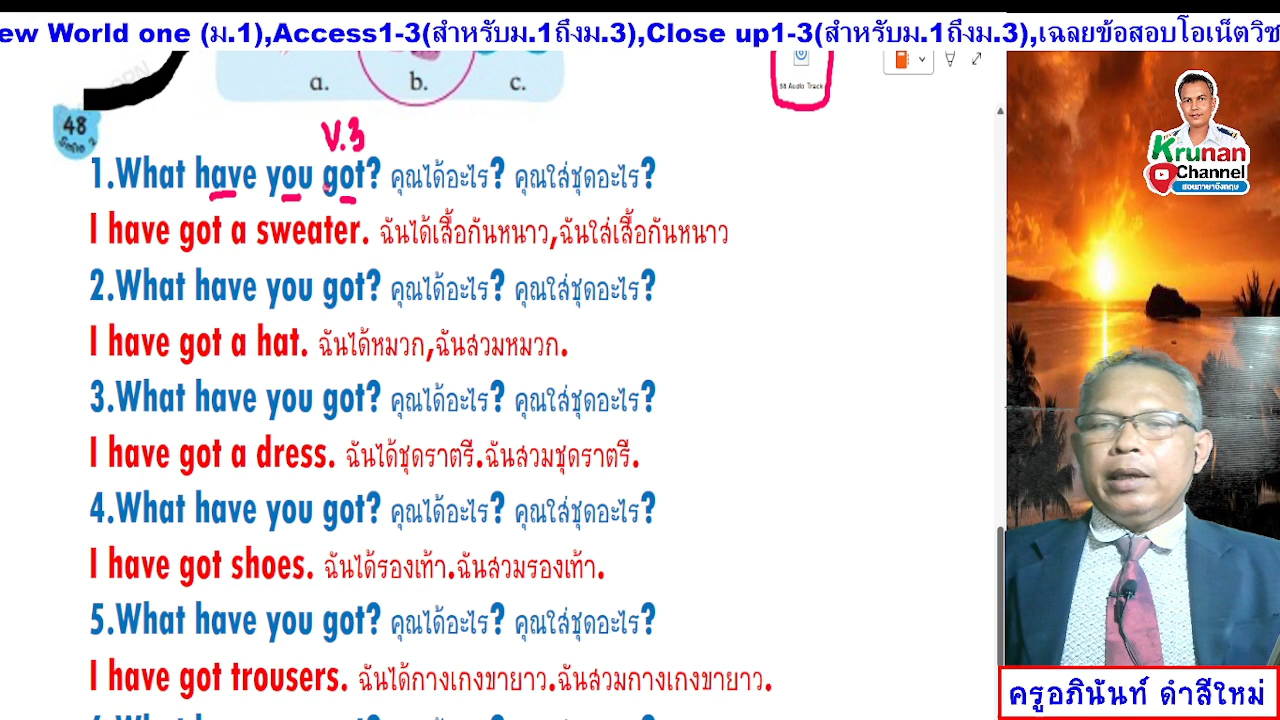 ew World one (ม.1),Access1-3(สำหรับม.1ถึงม.3),Close up1-3(สำหรับม.1ถึงม.3),เฉลยข้อสอบโอเน็ตวิช
a. b. c.
58 Audio Track
48
V.3
1.What have you got? คุณได้อะไร? คุณใส่ชุดอะไร?
I have got a sweater. ฉันได้เสื้อกันหนาว,ฉันใส่เสื้อกันหนาว
2.What have you got? คุณได้อะไร? คุณใส่ชุดอะไร?
I have got a hat. ฉันได้หมวก,ฉันสวมหมวก.
3.What have you got? คุณได้อะไร? คุณใส่ชุดอะไร?
I have got a dress. ฉันได้ชุดราตรี.ฉันสวมชุดราตรี.
4.What have you got? คุณได้อะไร? คุณใส่ชุดอะไร?
I have got shoes. ฉันได้รองเท้า.ฉันสวมรองเท้า.
5.What have you got? คุณได้อะไร? คุณใส่ชุดอะไร?
I have got trousers. ฉันได้กางเกงขายาว.ฉันสวมกางเกงขายาว.
Krunan
Channel
สอนภาษาอังกฤษ
ครูอภินันท์ ดำสีใหม่